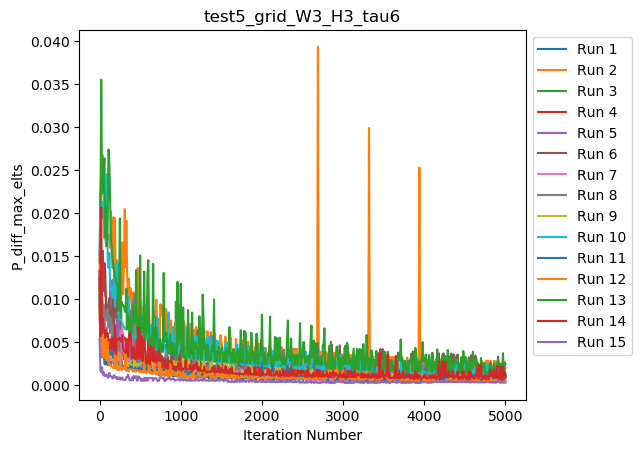 test5_grid_W3_H3_tau6
P_diff_max_elts
0.040
0.035
0.030
0.025
0.020
0.015
0.010
0.005
0.000
0
1000
2000
3000
4000
5000
Iteration Number
Run 1
Run 2
Run 3
Run 4
Run 5
Run 6
Run 7
Run 8
Run 9
Run 10
Run 11
Run 12
Run 13
Run 14
Run 15